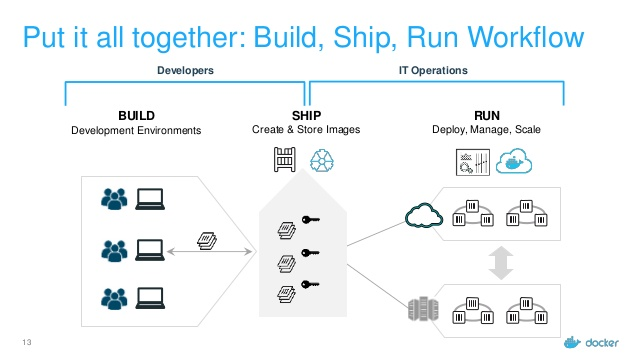 Put it all together: Build, Ship, Run Workflow
Developers
IT Operations
BUILD
Development Environments
SHIP
Create & Store Images
RUN
Deploy, Manage, Scale
13
docker